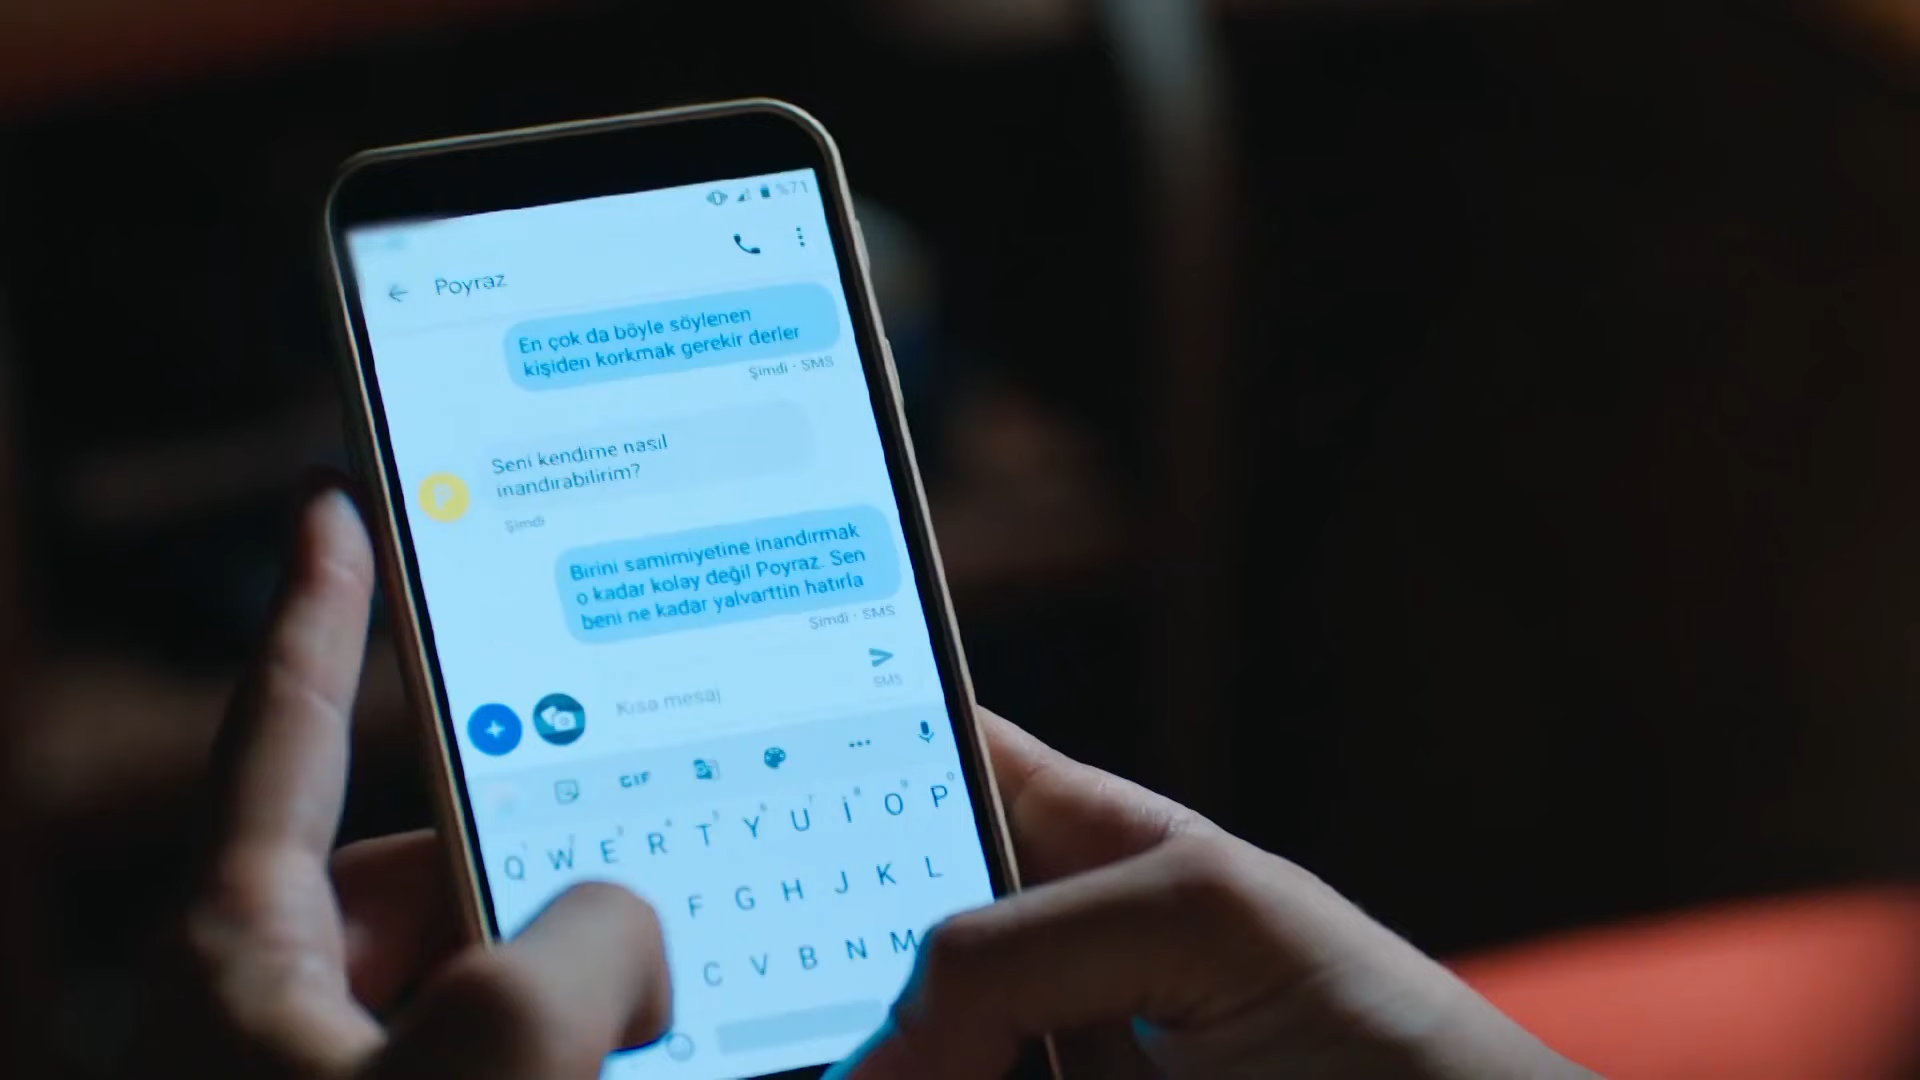 %71
Poyraz
En çok da böyle söylenen
kişiden korkmak gerekir derler
Şimdi · SMS
Seni kendime nasıl
inandırabilirim?
P
Şimdi
Birini samimiyetine inandırmak
o kadar kolay değil Poyraz. Sen
beni ne kadar yalvarttın hatırla
Şimdi · SMS
Kısa mesaj
SMS
GIF
Q W E R T Y U İ O P
F G H J K L
C V B N M